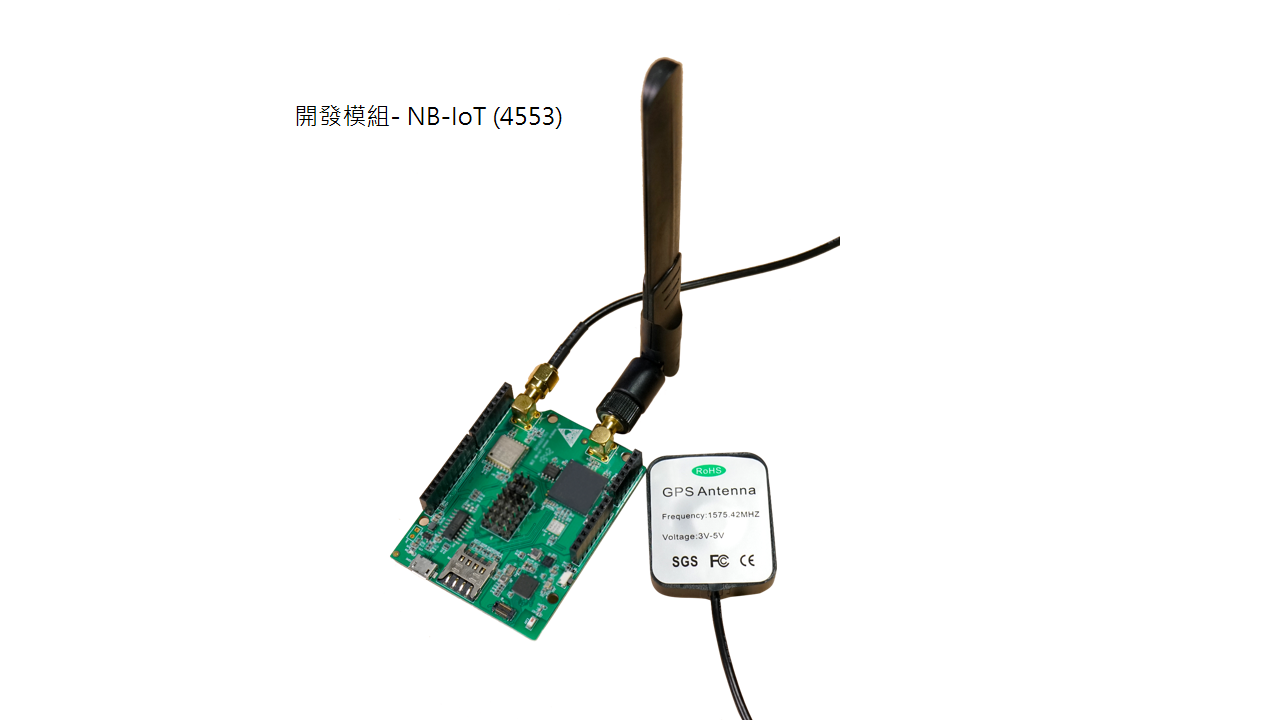 開發模組- NB-IoT (4553)
RoHS
GPS Antenna
Frequency:1575.42MHZ
Voltage:3V-5V
SGS FC CE